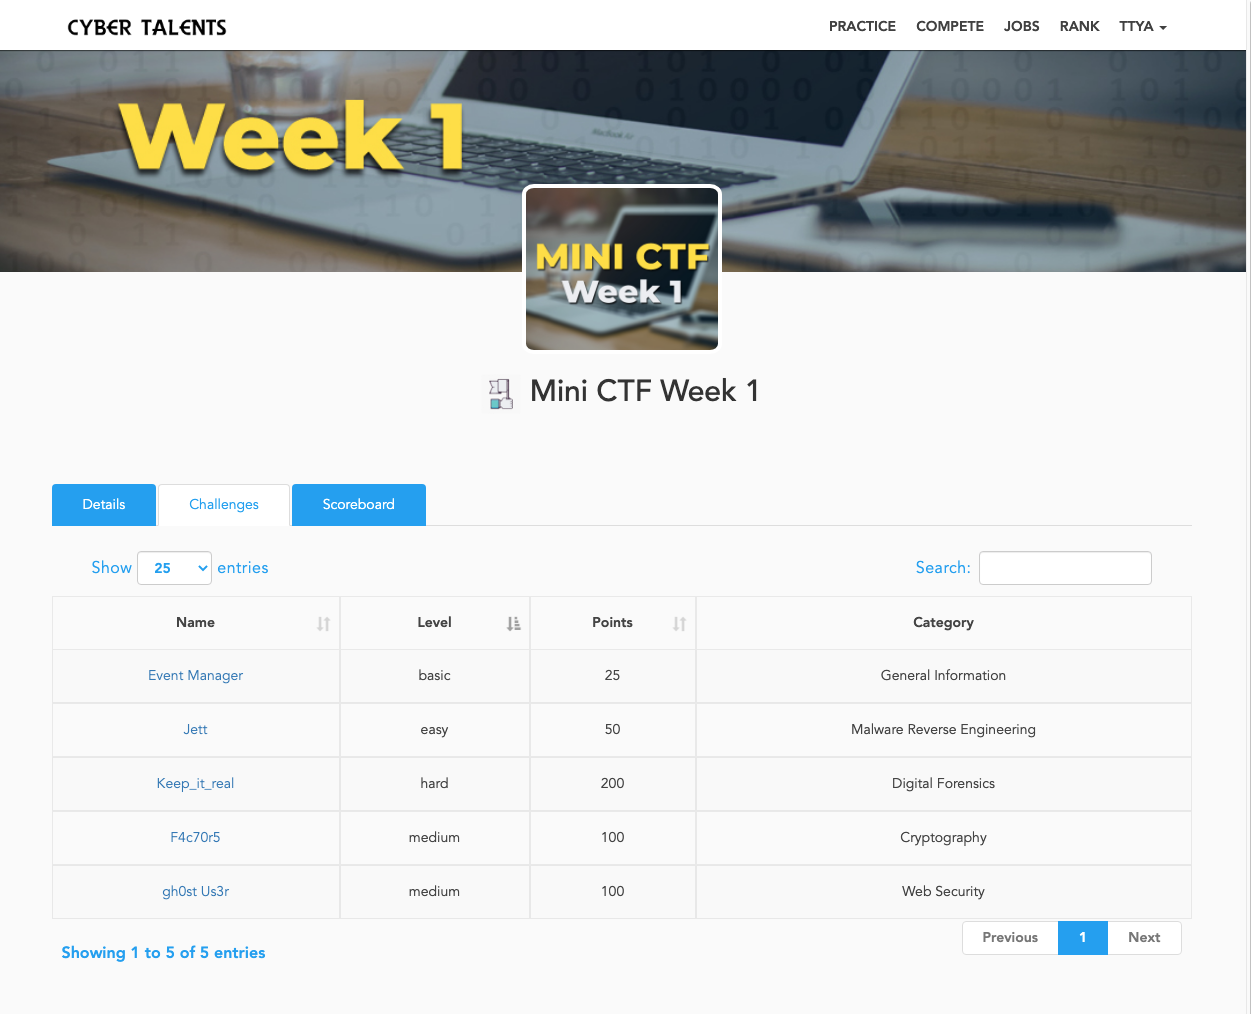 CYBER TALENTS
PRACTICE COMPETE JOBS RANK TTYA
Week 1
MacBook Air
MINI CTF
Week 1
Mini CTF Week 1
Details Challenges Scoreboard
Show 25 entries Search:
Name Level Points Category
Event Manager basic 25 General Information
Jett easy 50 Malware Reverse Engineering
Keep_it_real hard 200 Digital Forensics
F4c70r5 medium 100 Cryptography
gh0st Us3r medium 100 Web Security
Showing 1 to 5 of 5 entries
Previous 1 Next